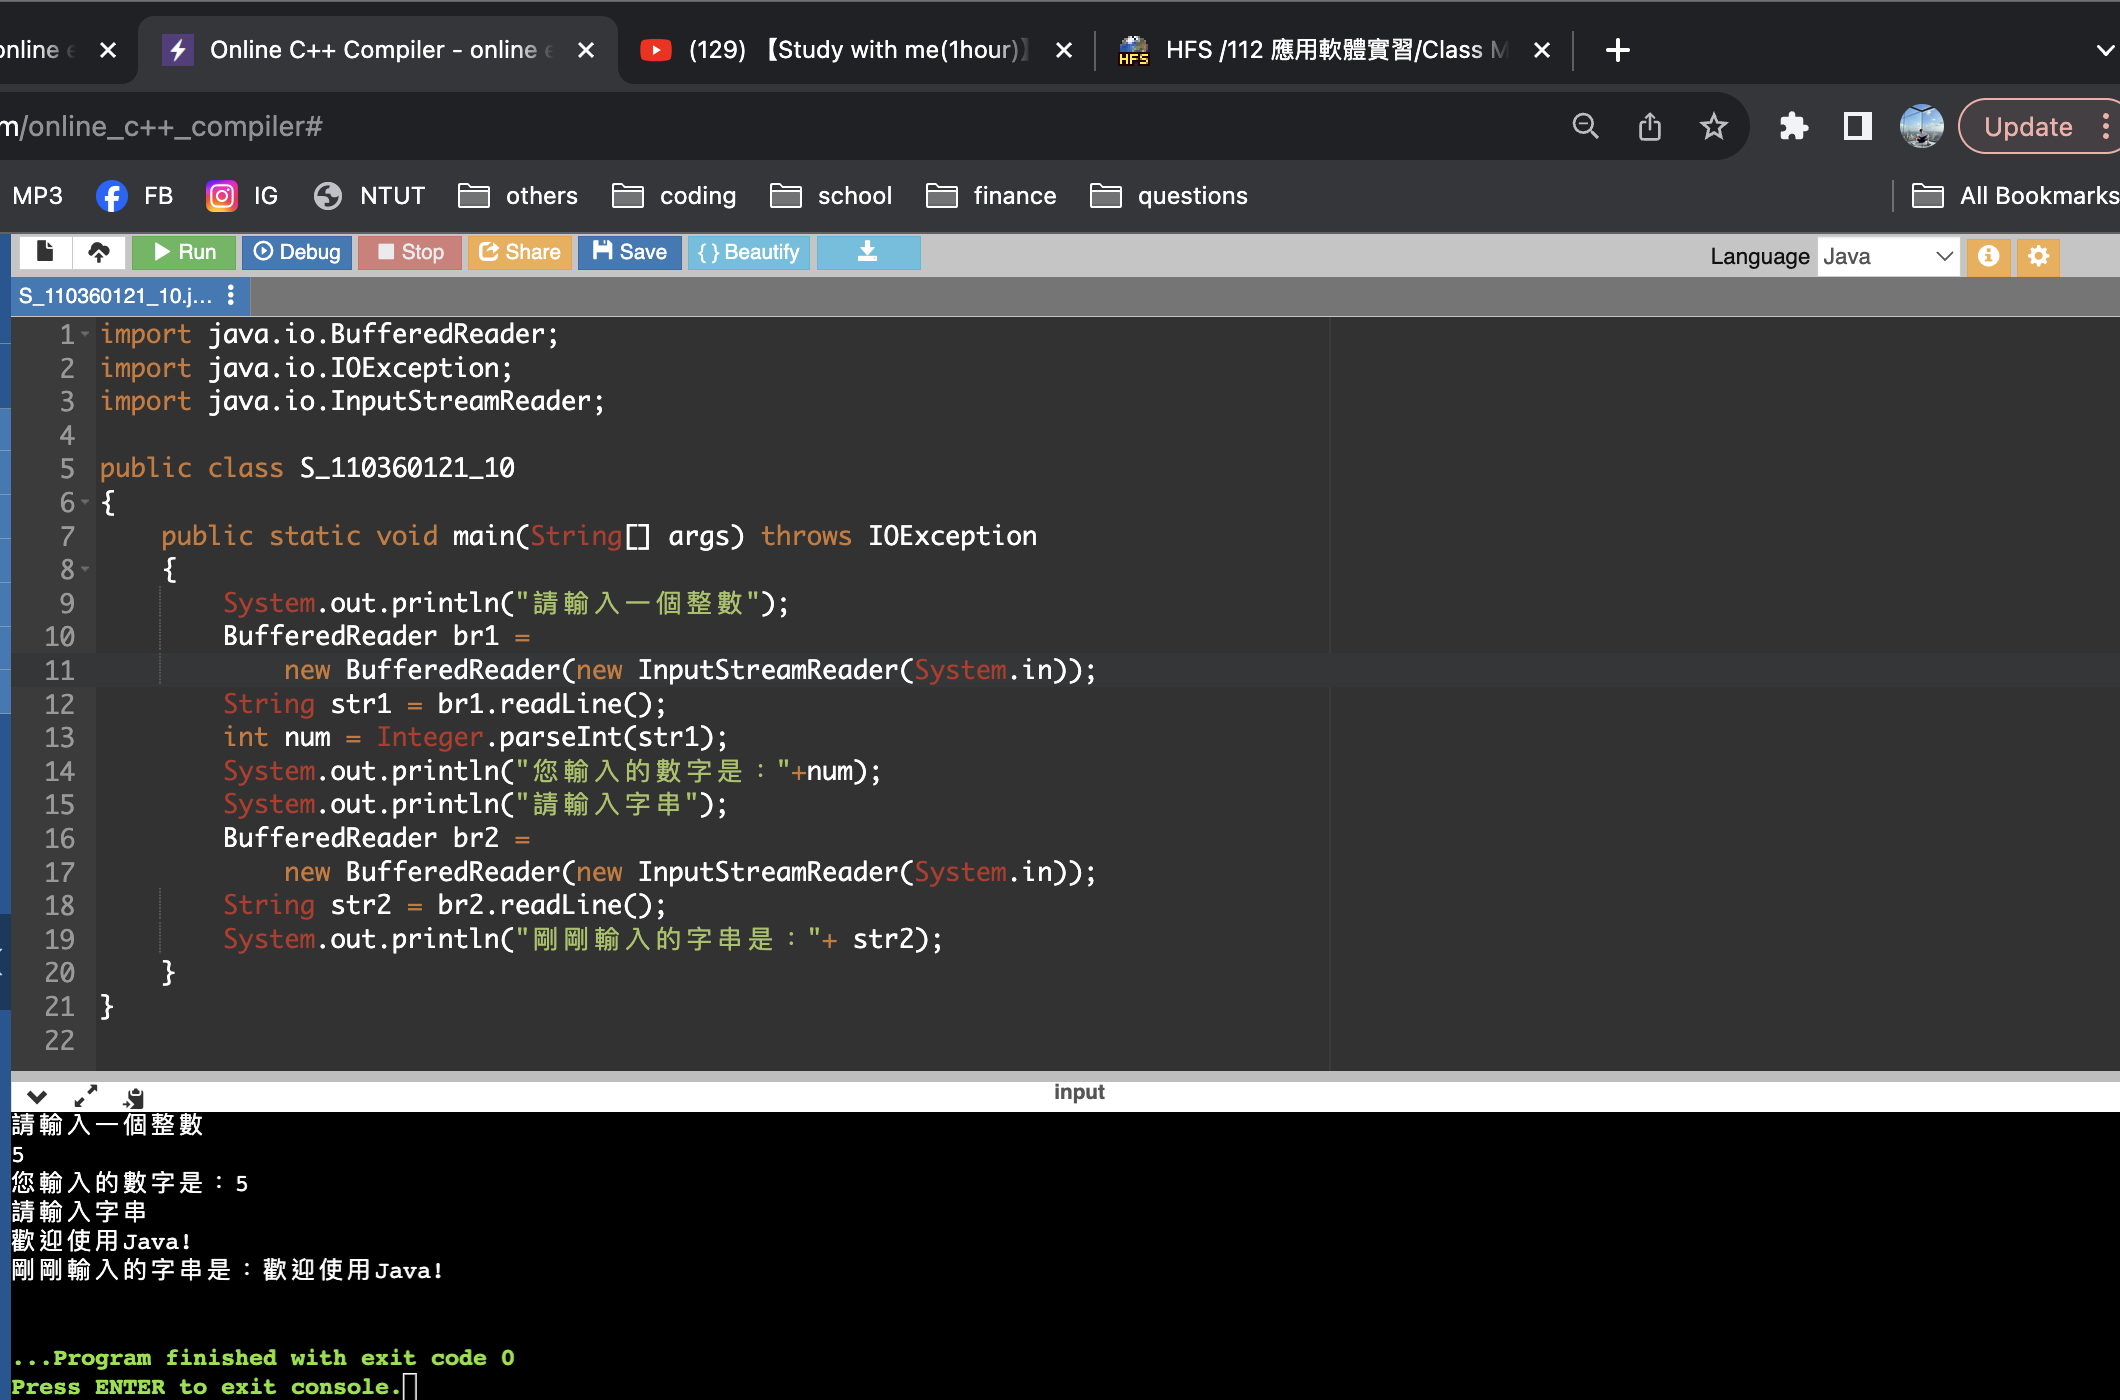 online e
Online C++ Compiler - online e
(129) 【Study with me(1hour)】
HFS /112 應用軟體實習/Class M
m/online_c++_compiler#
Update
MP3 FB IG NTUT others coding school finance questions All Bookmarks
Run Debug Stop Share Save { } Beautify Language Java
S_110360121_10.j...
1 import java.io.BufferedReader;
2 import java.io.IOException;
3 import java.io.InputStreamReader;
4
5 public class S_110360121_10
6 {
7 public static void main(String[] args) throws IOException
8 {
9 System.out.println("請輸入一個整數");
10 BufferedReader br1 =
11 new BufferedReader(new InputStreamReader(System.in));
12 String str1 = br1.readLine();
13 int num = Integer.parseInt(str1);
14 System.out.println("您輸入的數字是："+num);
15 System.out.println("請輸入字串");
16 BufferedReader br2 =
17 new BufferedReader(new InputStreamReader(System.in));
18 String str2 = br2.readLine();
19 System.out.println("剛剛輸入的字串是："+ str2);
20 }
21 }
22
input
請輸入一個整數
5
您輸入的數字是：5
請輸入字串
歡迎使用Java!
剛剛輸入的字串是：歡迎使用Java!
...Program finished with exit code 0
Press ENTER to exit console.